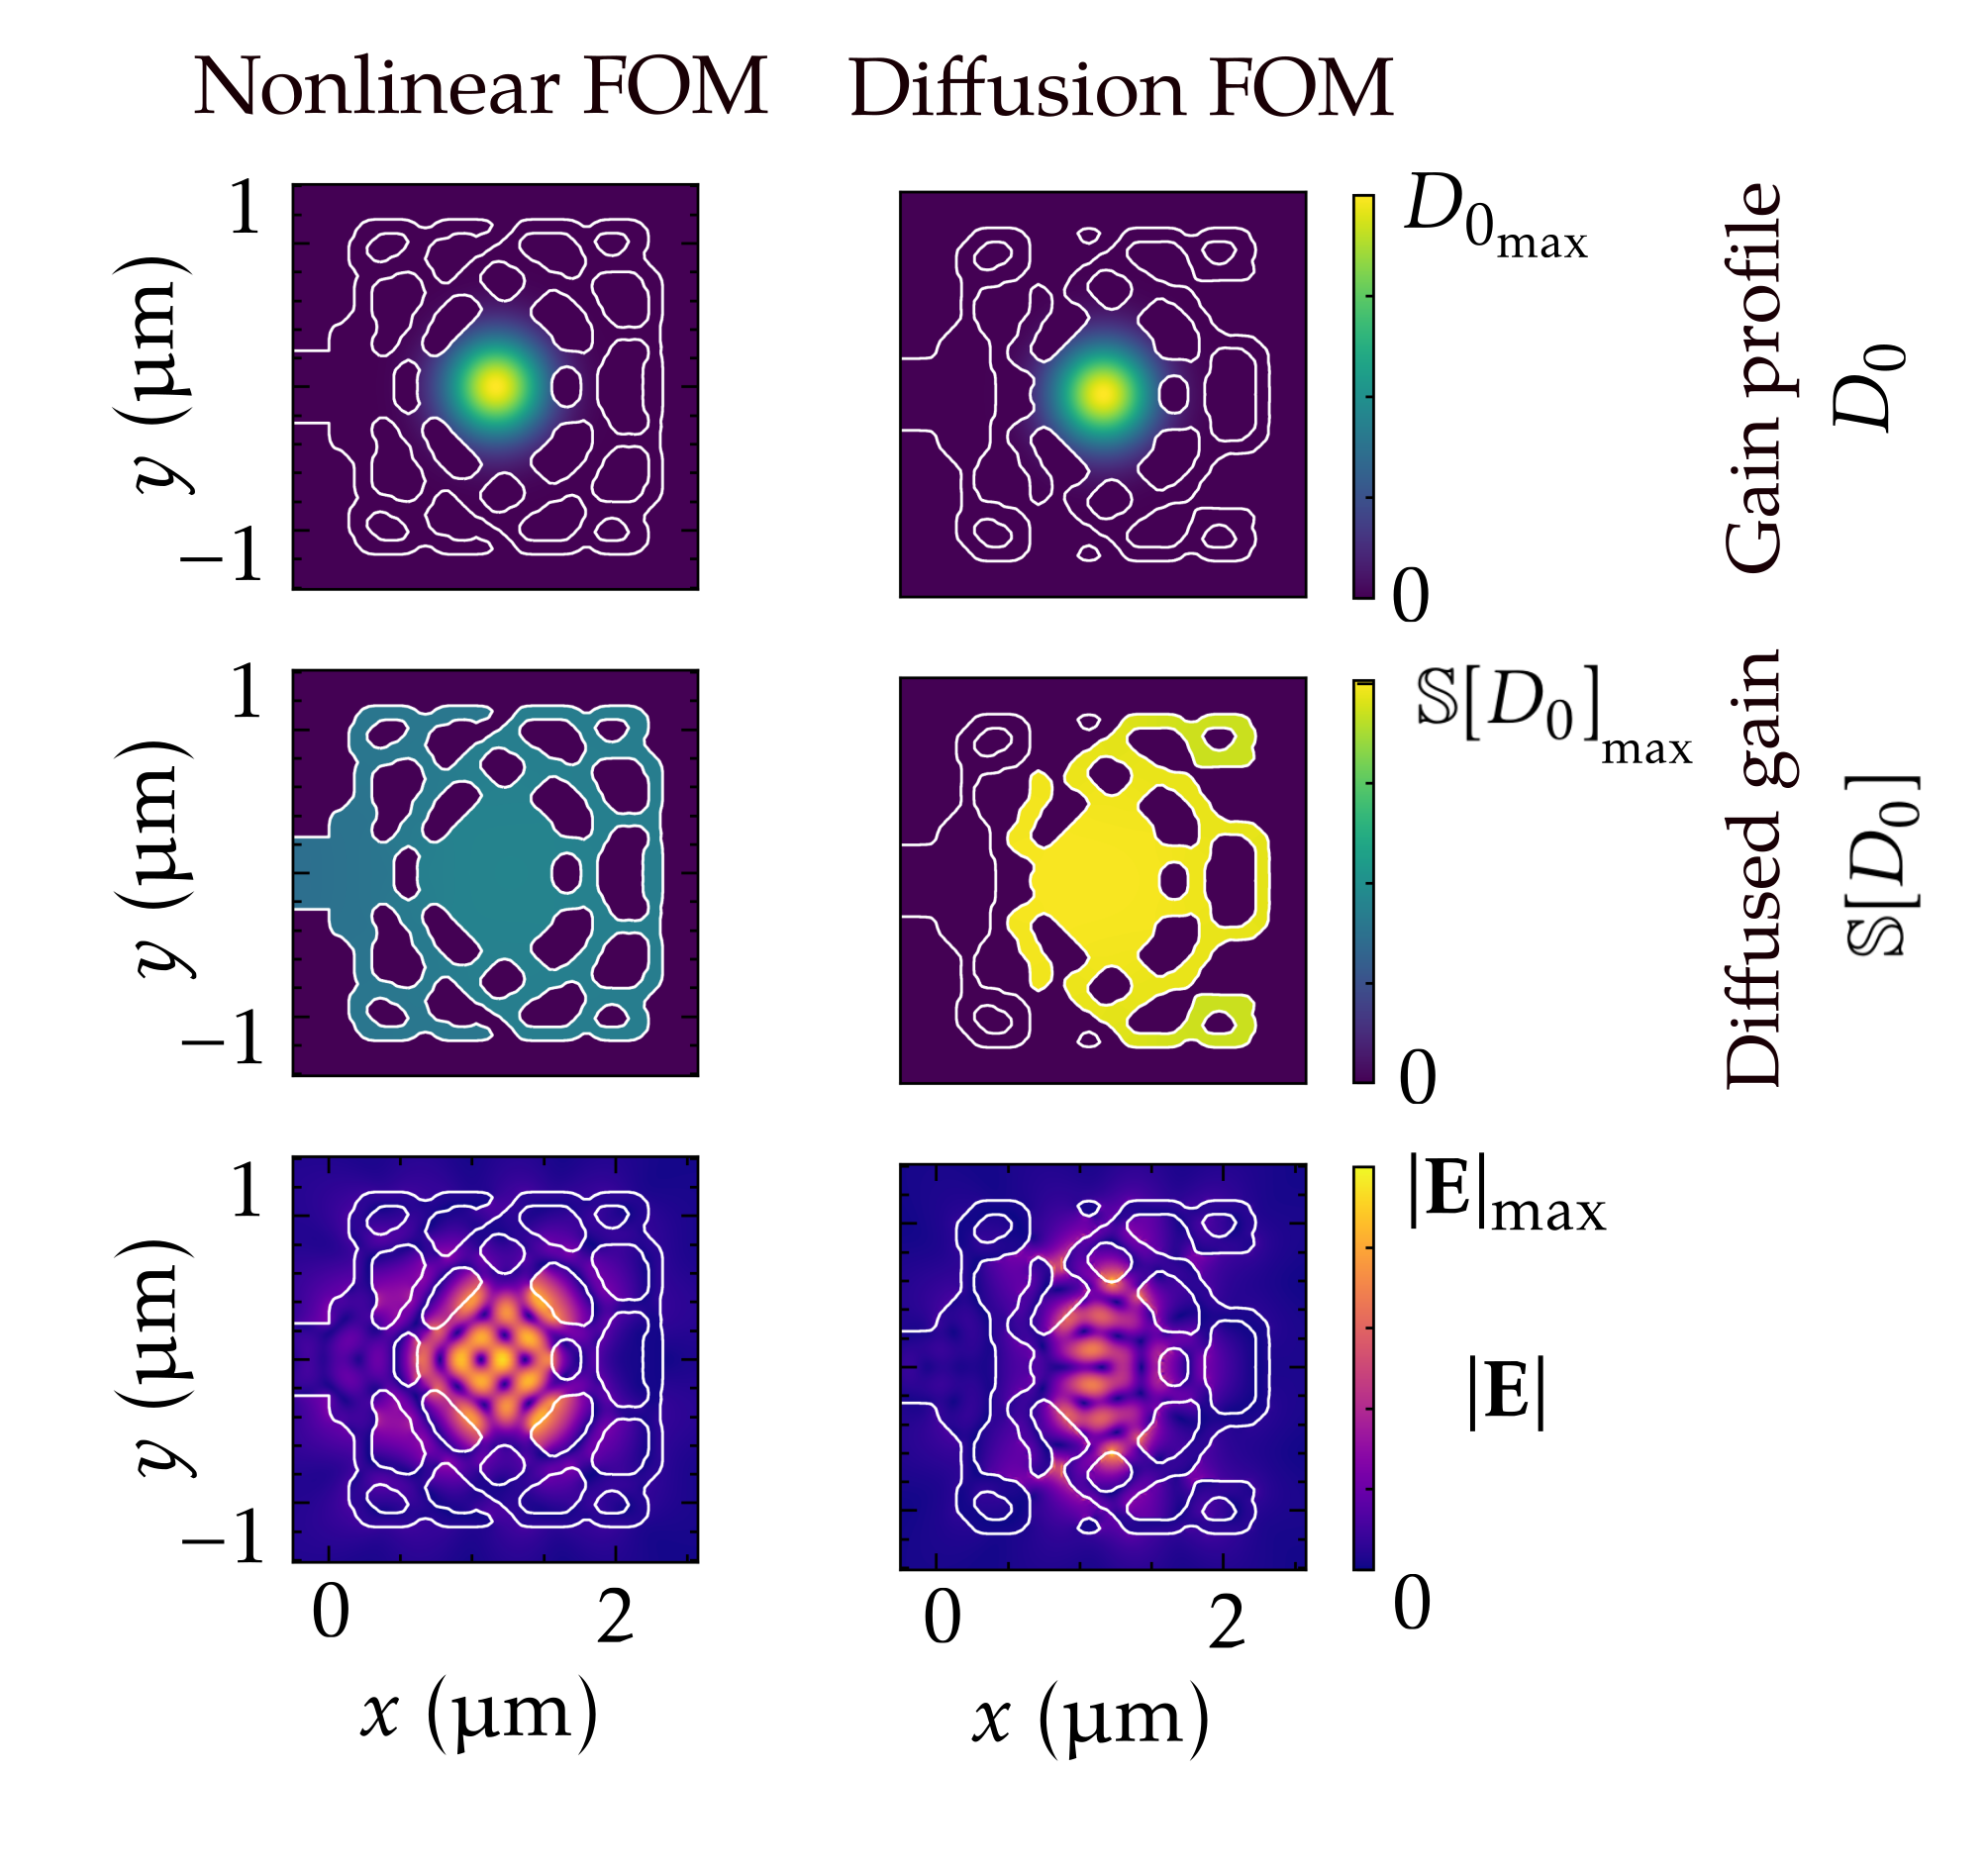 Nonlinear FOM
Diffusion FOM
1
−1
y (μm)
D₀ₘₐₓ
0
Gain profile
D₀
1
−1
y (μm)
𝕊[D₀]ₘₐₓ
0
Diffused gain
𝕊[D₀]
1
−1
y (μm)
|E|ₘₐₓ
0
|E|
0
2
0
2
x (μm)
x (μm)